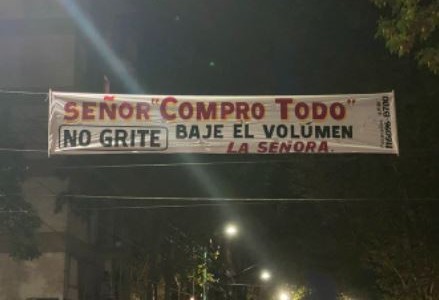 SEÑOR "COMPRO TODO"
NO GRITE BAJE EL VOLÚMEN
LA SEÑORA.